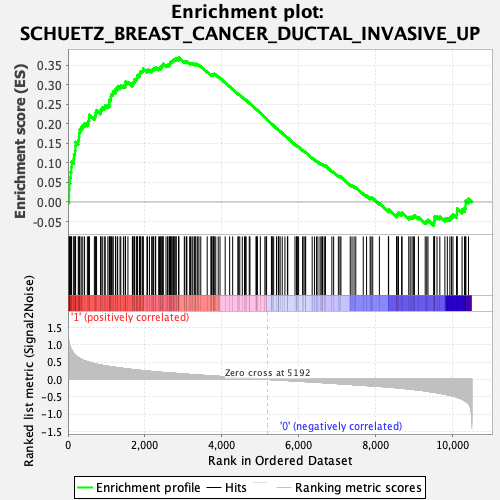 Enrichment plot:
SCHUETZ_BREAST_CANCER_DUCTAL_INVASIVE_UP
Enrichment score (ES)
0.35
0.30
0.25
0.20
0.15
0.10
0.05
0.00
-0.05
'1' (positively correlated)
Ranked list metric (Signal2Noise)
1.5
1.0
0.5
0.0
-0.5
-1.0
-1.5
Zero cross at 5192
'0' (negatively correlated)
0
2,000
4,000
6,000
8,000
10,000
Rank in Ordered Dataset
Enrichment profile
Hits
Ranking metric scores